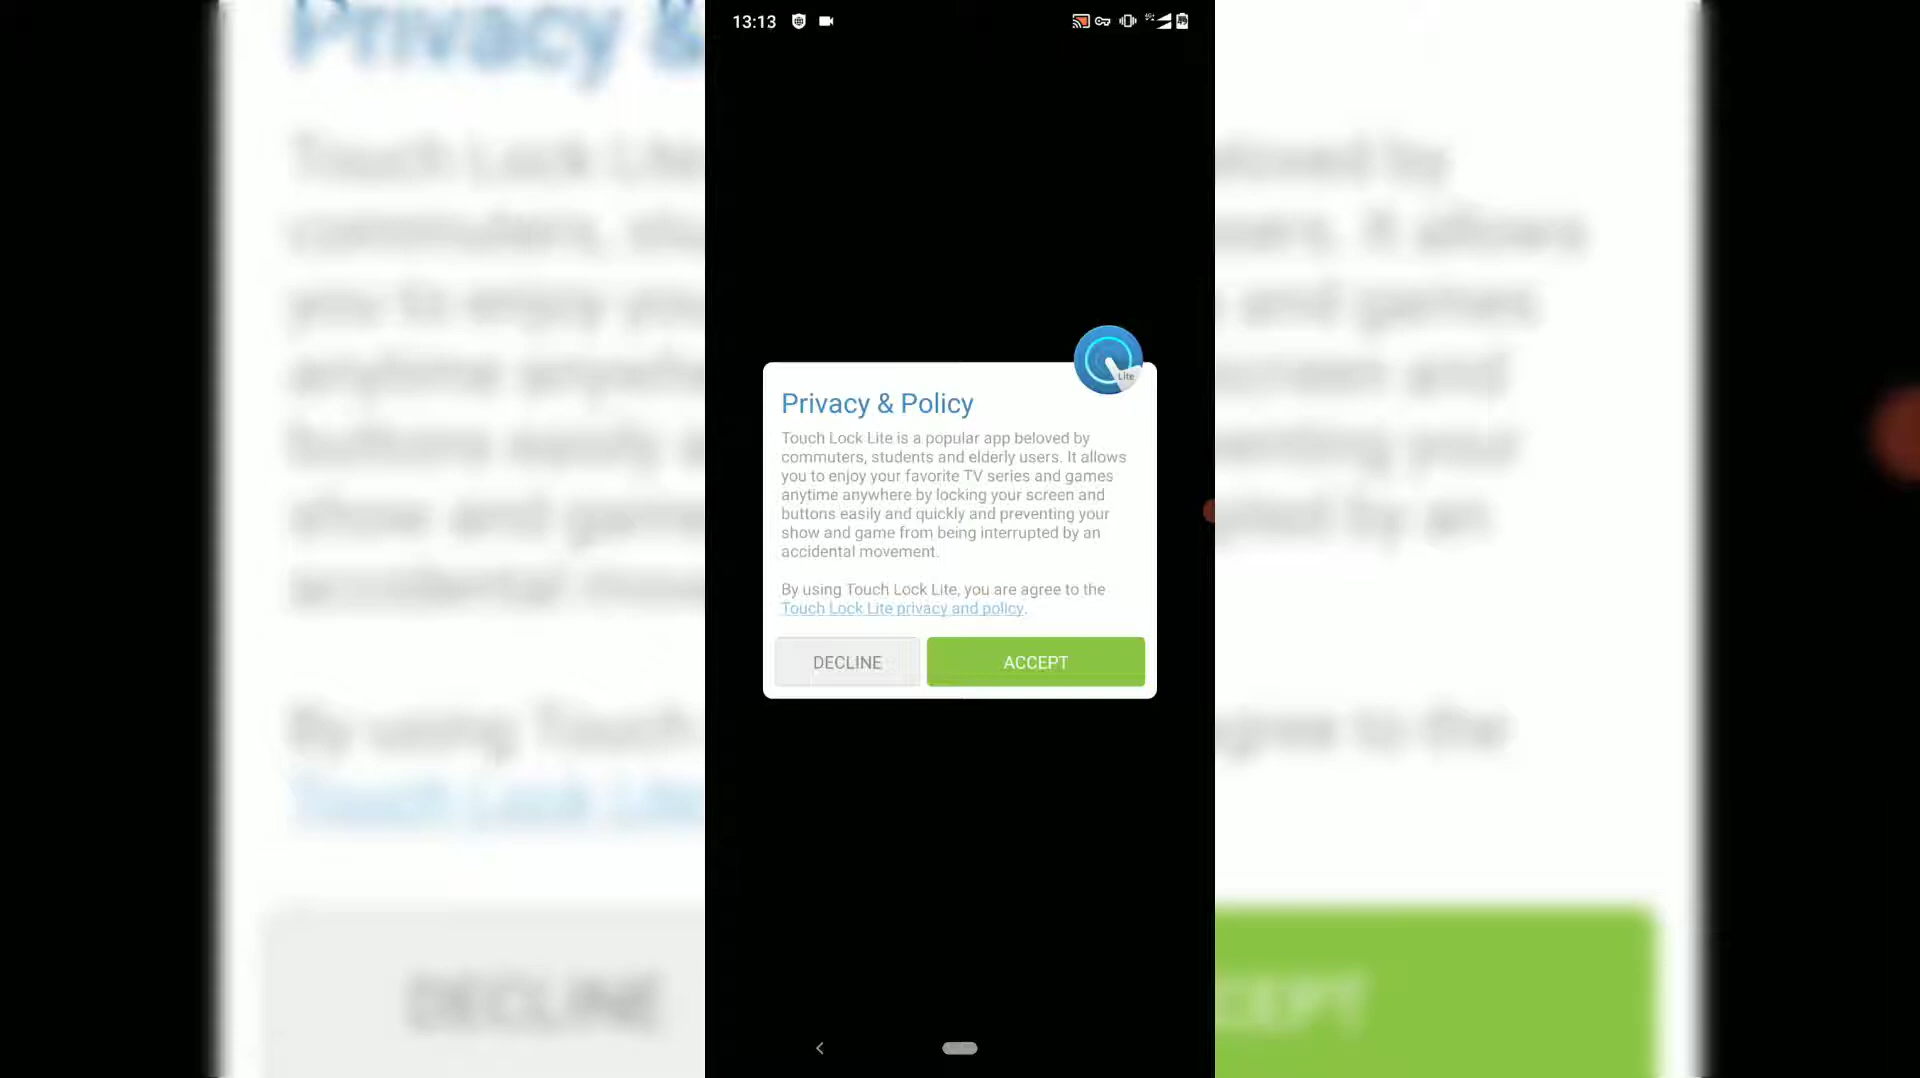 13:13
Lite
Privacy & Policy
Touch Lock Lite is a popular app beloved by
commuters, students and elderly users. It allows
you to enjoy your favorite TV series and games
anytime anywhere by locking your screen and
buttons easily and quickly and preventing your
show and game from being interrupted by an
accidental movement.
By using Touch Lock Lite, you are agree to the
Touch Lock Lite privacy and policy.
DECLINE
ACCEPT